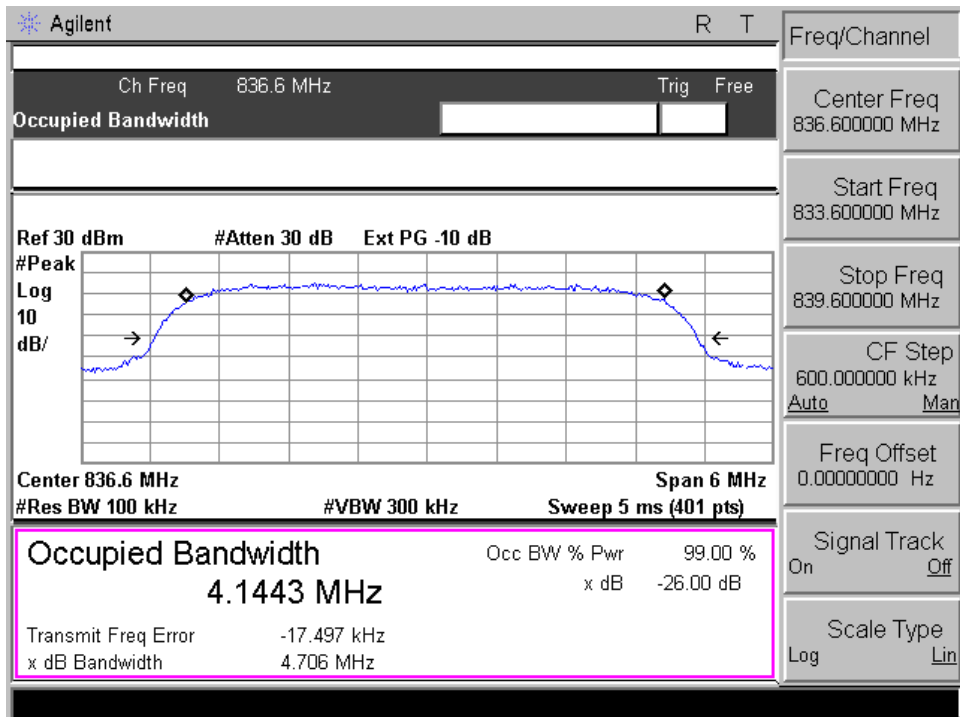 Agilent R T
Freq/Channel
Ch Freq 836.6 MHz Trig Free
Occupied Bandwidth
Center Freq
836.600000 MHz
Start Freq
833.600000 MHz
Stop Freq
839.600000 MHz
CF Step
600.000000 kHz
Auto Man
Freq Offset
0.00000000 Hz
Signal Track
On Off
Scale Type
Log Lin
Ref 30 dBm #Atten 30 dB Ext PG -10 dB
#Peak
Log
10
dB/
Center 836.6 MHz Span 6 MHz
#Res BW 100 kHz #VBW 300 kHz Sweep 5 ms (401 pts)
Occupied Bandwidth Occ BW % Pwr 99.00 %
4.1443 MHz x dB -26.00 dB
Transmit Freq Error -17.497 kHz
x dB Bandwidth 4.706 MHz